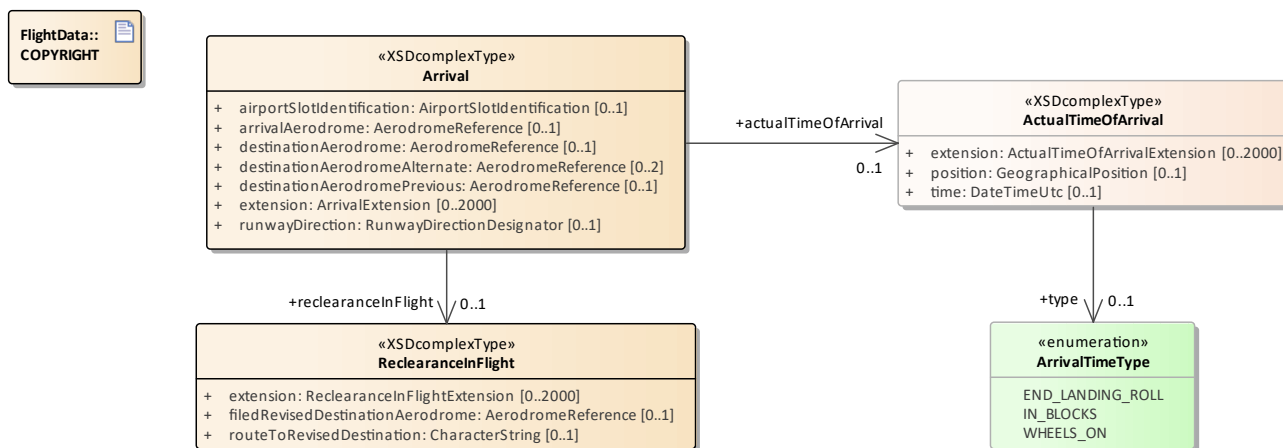 FlightData::
COPYRIGHT
«XSDcomplexType»
Arrival
+ airportSlotIdentification: AirportSlotIdentification [0..1]
+ arrivalAerodrome: AerodromeReference [0..1]
+ destinationAerodrome: AerodromeReference [0..1]
+ destinationAerodromeAlternate: AerodromeReference [0..2]
+ destinationAerodromePrevious: AerodromeReference [0..1]
+ extension: ArrivalExtension [0..2000]
+ runwayDirection: RunwayDirectionDesignator [0..1]
+actualTimeOfArrival
0..1
«XSDcomplexType»
ActualTimeOfArrival
+ extension: ActualTimeOfArrivalExtension [0..2000]
+ position: GeographicalPosition [0..1]
+ time: DateTimeUtc [0..1]
+reclearanceInFlight
0..1
«XSDcomplexType»
ReclearanceInFlight
+ extension: ReclearanceInFlightExtension [0..2000]
+ filedRevisedDestinationAerodrome: AerodromeReference [0..1]
+ routeToRevisedDestination: CharacterString [0..1]
+type
0..1
«enumeration»
ArrivalTimeType
END_LANDING_ROLL
IN_BLOCKS
WHEELS_ON